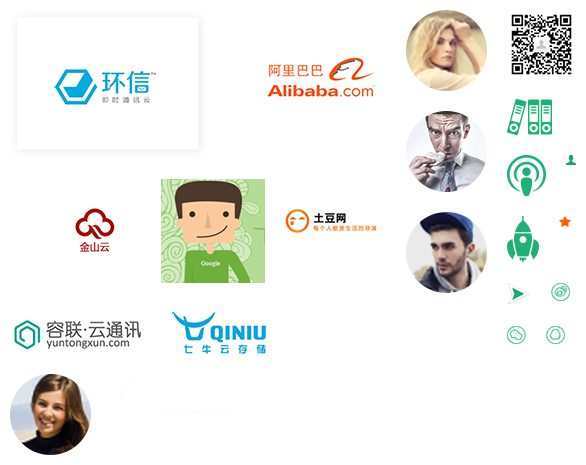 环信™
即时通讯云
阿里巴巴
Alibaba.com
金山云
Google
土豆网
每个人都是生活的导演
容联·云通讯
yuntongxun.com
QINIU
七牛云存储